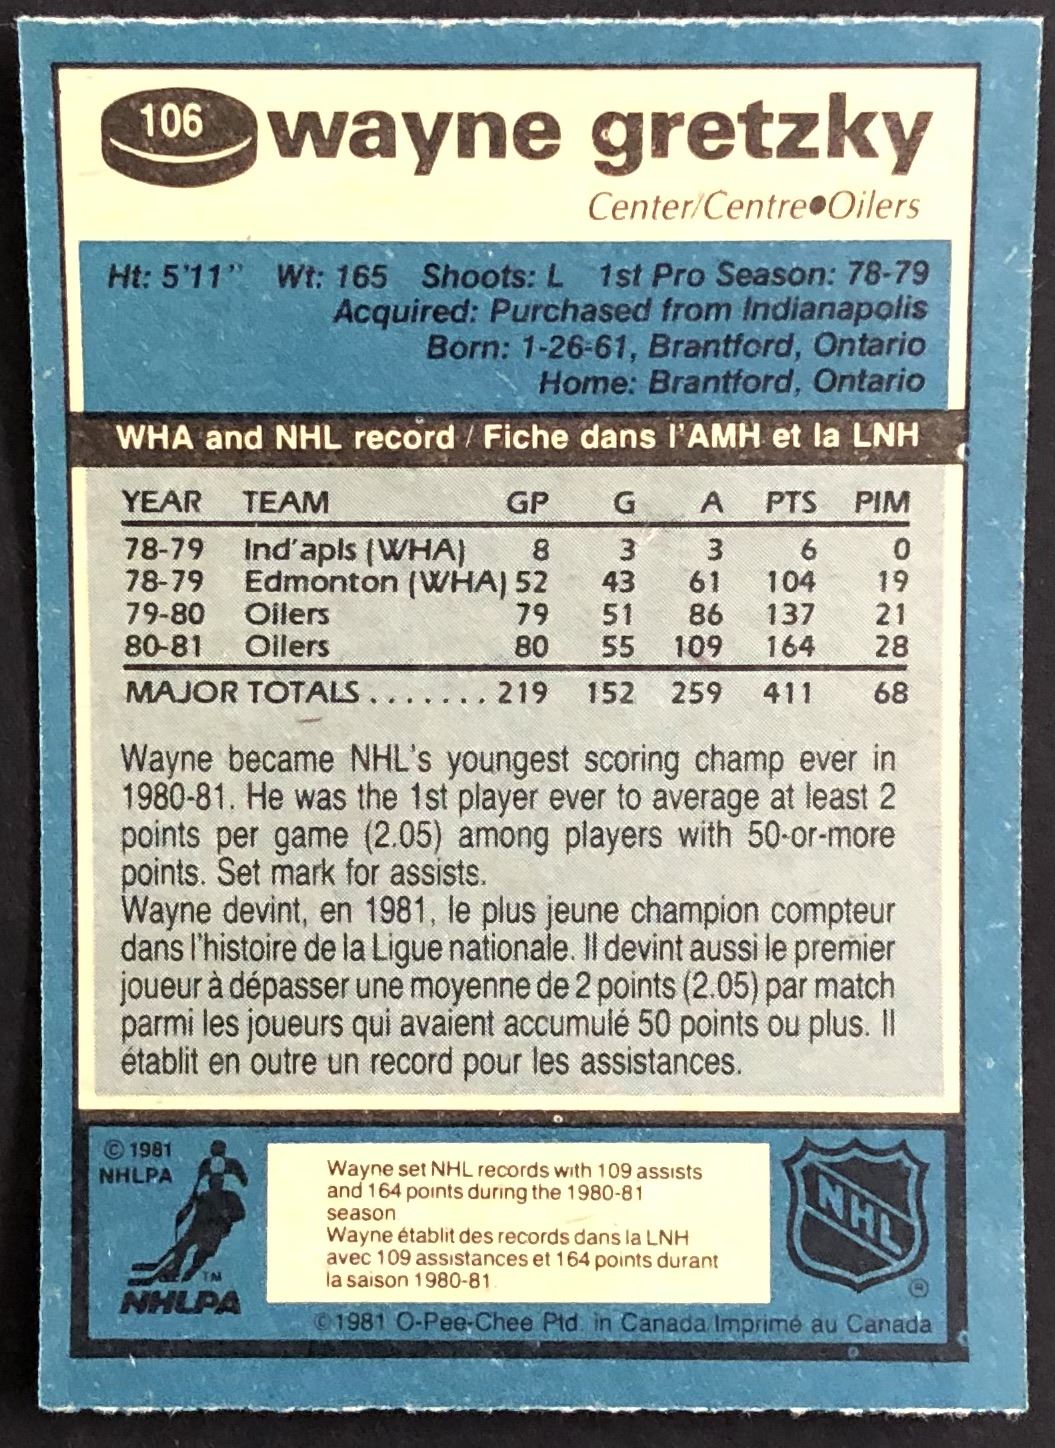 106 wayne gretzky
Center/Centre●Oilers
Ht: 5'11" Wt: 165 Shoots: L 1st Pro Season: 78-79
Acquired: Purchased from Indianapolis
Born: 1-26-61, Brantford, Ontario
Home: Brantford, Ontario
WHA and NHL record / Fiche dans l'AMH et la LNH
YEAR TEAM GP G A PTS PIM
78-79 Ind'apls (WHA) 8 3 3 6 0
78-79 Edmonton (WHA) 52 43 61 104 19
79-80 Oilers 79 51 86 137 21
80-81 Oilers 80 55 109 164 28
MAJOR TOTALS ....... 219 152 259 411 68
Wayne became NHL's youngest scoring champ ever in
1980-81. He was the 1st player ever to average at least 2
points per game (2.05) among players with 50-or-more
points. Set mark for assists.
Wayne devint, en 1981, le plus jeune champion compteur
dans l'histoire de la Ligue nationale. Il devint aussi le premier
joueur à dépasser une moyenne de 2 points (2.05) par match
parmi les joueurs qui avaient accumulé 50 points ou plus. Il
établit en outre un record pour les assistances.
© 1981
NHLPA
TM
NHLPA
Wayne set NHL records with 109 assists
and 164 points during the 1980-81
season
Wayne établit des records dans la LNH
avec 109 assistances et 164 points durant
la saison 1980-81.
NHL
®
© 1981 O-Pee-Chee Ptd. in Canada/Imprimé au Canada